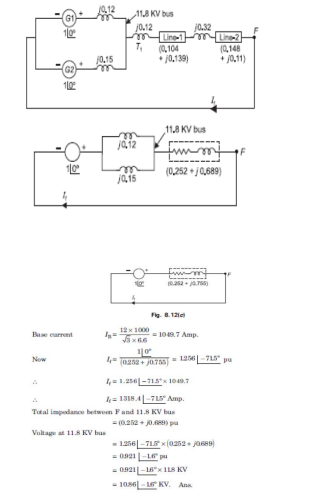 j0.12
11.8 KV bus
G1
1|0°
j0.12
T₁
Line-1
(0.104
+ j0.139)
j0.32
Line-2
(0.148
+ j0.11)
F
G2
1|0°
j0.15
If
11.8 KV bus
j0.12
j0.15
1|0°
(0.252 + j0.689)
F
If
1|0°
(0.252 + j0.755)
F
Fig. 8.12(c)
Base current IB = 12 × 1000 / √3 × 6.6 = 1049.7 Amp.
Now If = 1|0° / (0.252 + j0.755) = 1.256 |−71.5° pu
∴ If = 1.256 |−71.5° × 1049.7
∴ If = 1318.4 |−71.5° Amp.
Total impedance between F and 11.8 KV bus
= (0.252 + j0.689) pu
Voltage at 11.8 KV bus
= 1.256 |−71.5° × (0.252 + j0.689)
= 0.921 |−1.6° pu
= 0.921 |−1.6° × 11.8 KV
= 10.86 |−1.6° KV. Ans.